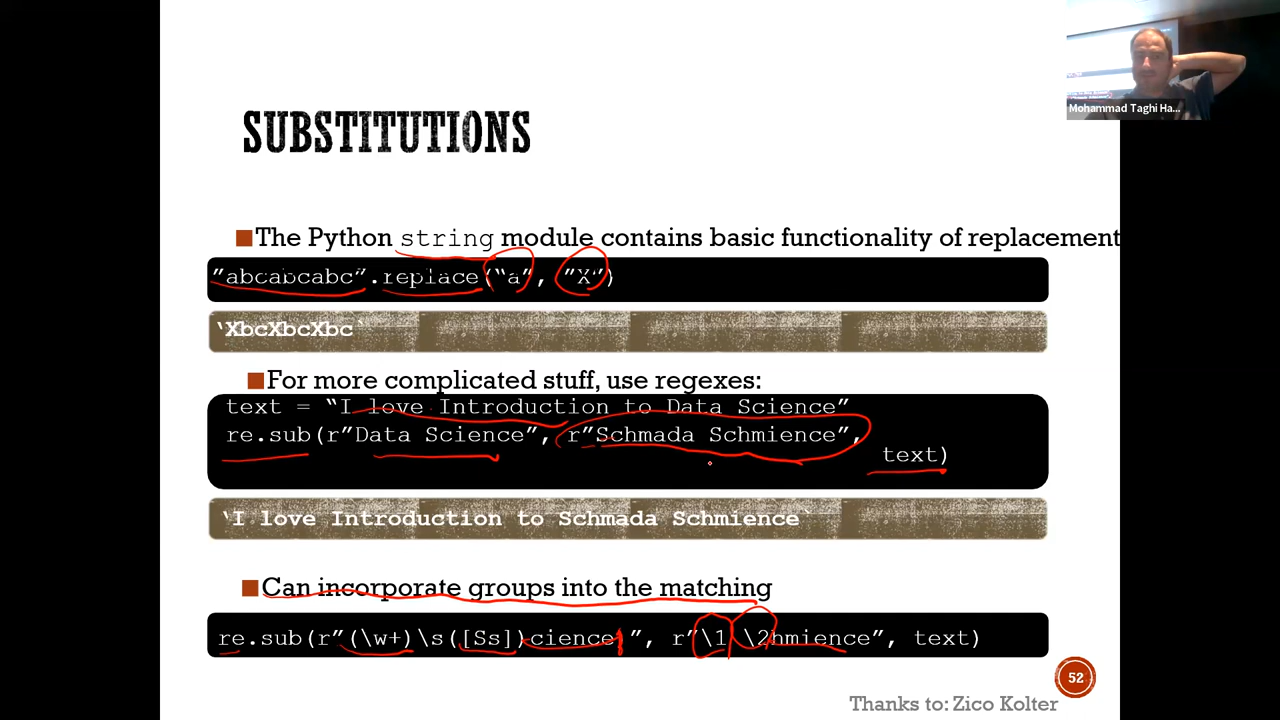 Mohammad Taghi Ha...
SUBSTITUTIONS
The Python string module contains basic functionality of replacement
"abcabcabc".replace("a", "X")
`XbcXbcXbc`
For more complicated stuff, use regexes:
text = "I love Introduction to Data Science"
re.sub(r"Data Science", r"Schmada Schmience",
text)
`I love Introduction to Schmada Schmience`
Can incorporate groups into the matching
re.sub(r"(\w+)\s([Ss])cience", r"\1 \2hmience", text)
52
Thanks to: Zico Kolter